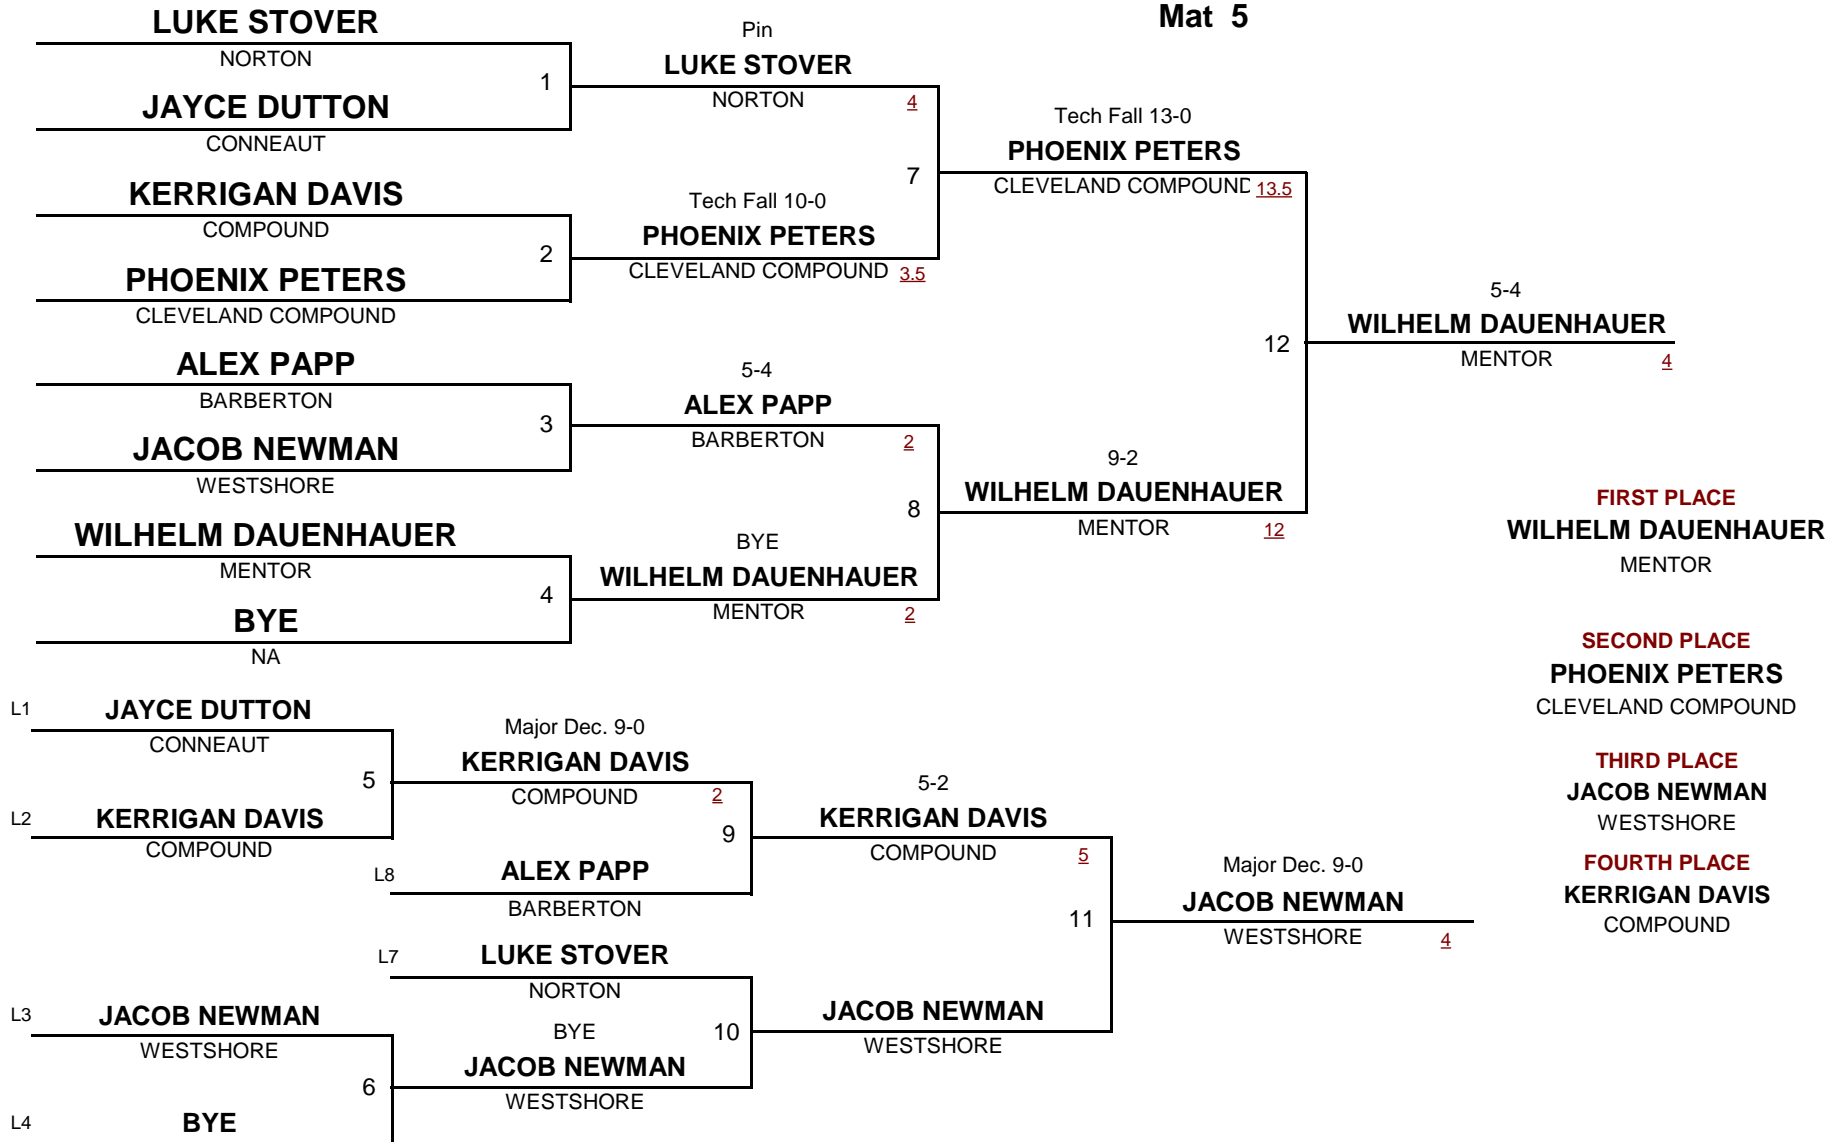 Mat 5
LUKE STOVER
NORTON
1
JAYCE DUTTON
CONNEAUT
Pin
LUKE STOVER
NORTON
4
KERRIGAN DAVIS
COMPOUND
2
PHOENIX PETERS
CLEVELAND COMPOUND
Tech Fall 10-0
PHOENIX PETERS
CLEVELAND COMPOUND
3.5
7
Tech Fall 13-0
PHOENIX PETERS
CLEVELAND COMPOUND
13.5
ALEX PAPP
BARBERTON
3
JACOB NEWMAN
WESTSHORE
5-4
ALEX PAPP
BARBERTON
2
WILHELM DAUENHAUER
MENTOR
4
BYE
NA
BYE
WILHELM DAUENHAUER
MENTOR
2
8
9-2
WILHELM DAUENHAUER
MENTOR
12
12
5-4
WILHELM DAUENHAUER
MENTOR
4
FIRST PLACE
WILHELM DAUENHAUER
MENTOR
SECOND PLACE
PHOENIX PETERS
CLEVELAND COMPOUND
THIRD PLACE
JACOB NEWMAN
WESTSHORE
FOURTH PLACE
KERRIGAN DAVIS
COMPOUND
L1
JAYCE DUTTON
CONNEAUT
5
L2
KERRIGAN DAVIS
COMPOUND
Major Dec. 9-0
KERRIGAN DAVIS
COMPOUND
2
9
L8
ALEX PAPP
BARBERTON
5-2
KERRIGAN DAVIS
COMPOUND
5
L7
LUKE STOVER
NORTON
L3
JACOB NEWMAN
WESTSHORE
6
L4
BYE
BYE
JACOB NEWMAN
WESTSHORE
10
JACOB NEWMAN
WESTSHORE
11
Major Dec. 9-0
JACOB NEWMAN
WESTSHORE
4